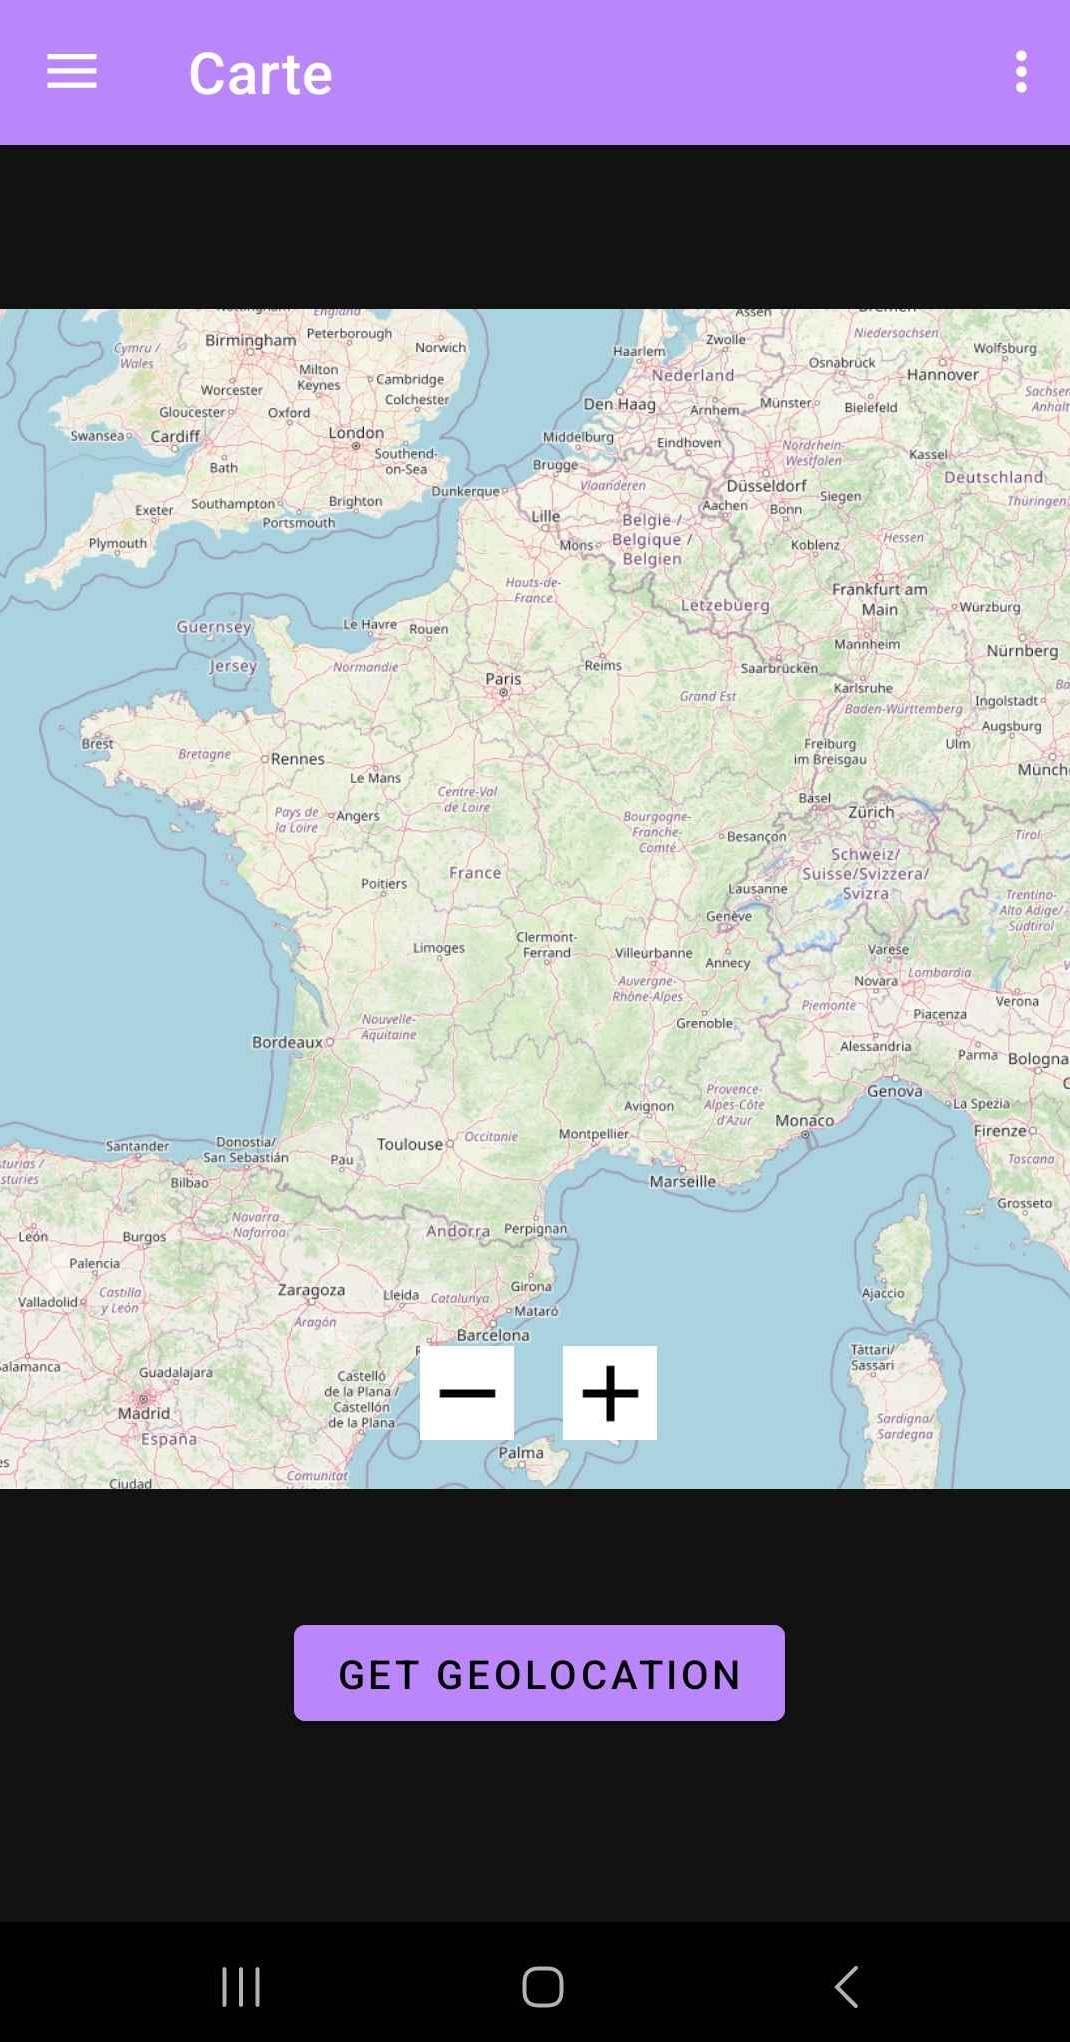 Carte
England
Birmingham
Peterborough
Norwich
Cymru /
Wales
Milton
Keynes
Cambridge
Worcester
Colchester
Gloucester
Oxford
Swansea
Cardiff
London
Southend-
on-Sea
Bath
Southampton
Brighton
Exeter
Portsmouth
Plymouth
Assen
Bremen
Haarlem
Zwolle
Niedersachsen
Wolfsburg
Osnabrück
Nederland
Hannover
Den Haag
Arnhem
Münster
Bielefeld
Sachsen
Anhalt
Middelburg
Eindhoven
Nordrhein-
Westfalen
Kassel
Brugge
Vlaanderen
Düsseldorf
Deutschland
Dunkerque
Siegen
Thüringen
Aachen
Bonn
Lille
België /
Belgique /
Belgien
Mons
Koblenz
Hessen
Hauts-de-
France
Frankfurt am
Main
Lëtzebuerg
Würzburg
Guernsey
Le Havre
Rouen
Mannheim
Nürnberg
Jersey
Normandie
Reims
Saarbrücken
Paris
Karlsruhe
Grand Est
Baden-Württemberg
Ingolstadt
Augsburg
Brest
Bretagne
Rennes
Freiburg
im Breisgau
Ulm
Münch
Le Mans
Centre-Val
de Loire
Basel
Zürich
Pays de
la Loire
Angers
Bourgogne-
Franche-
Comté
Besançon
Tirol
France
Schweiz/
Suisse/Svizzera/
Svizra
Poitiers
Lausanne
Trentino-
Alto Adige/
Südtirol
Genève
Limoges
Clermont-
Ferrand
Villeurbanne
Annecy
Varese
Auvergne-
Rhône-Alpes
Novara
Lombardia
Verona
Piemonte
Piacenza
Nouvelle-
Aquitaine
Grenoble
Bordeaux
Alessandria
Parma
Bologna
Provence-
Alpes-Côte
d'Azur
Genova
Avignon
La Spezia
Monaco
Firenze
Toulouse
Occitanie
Montpellier
Santander
Donostia/
San Sebastián
Pau
Toscana
Marseille
sturias /
sturies
Bilbao
Grosseto
Navarra
Nafarroa
Andorra
Perpignan
León
Burgos
Palencia
Zaragoza
Lleida
Catalunya
Girona
Ajaccio
Valladolid
Castilla
y León
Aragón
Mataró
Barcelona
Tàttari/
Sassari
alamanca
Guadalajara
Castelló
de la Plana /
Castellón
de la Plana
Madrid
España
Sardigna/
Sardegna
Palma
Comunitat
Ciudad
GET GEOLOCATION